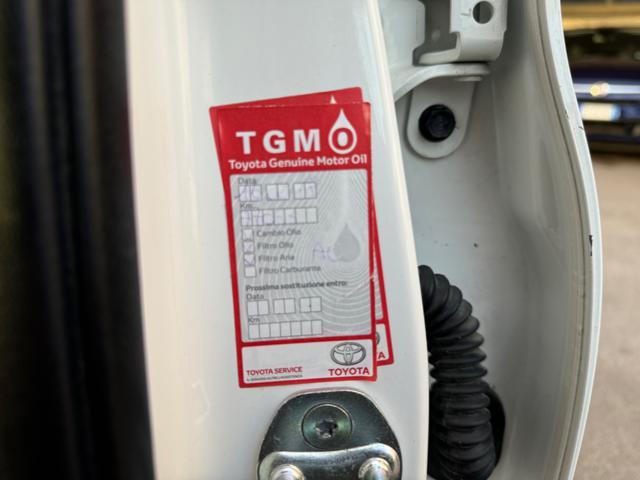 TGMO
Toyota Genuine Motor Oil
Data
Km
Cambio Olio
Filtro Olio
Filtro Aria
Filtro Carburante
Prossima sostituzione entro:
Data
Km
TOYOTA SERVICE
TOYOTA